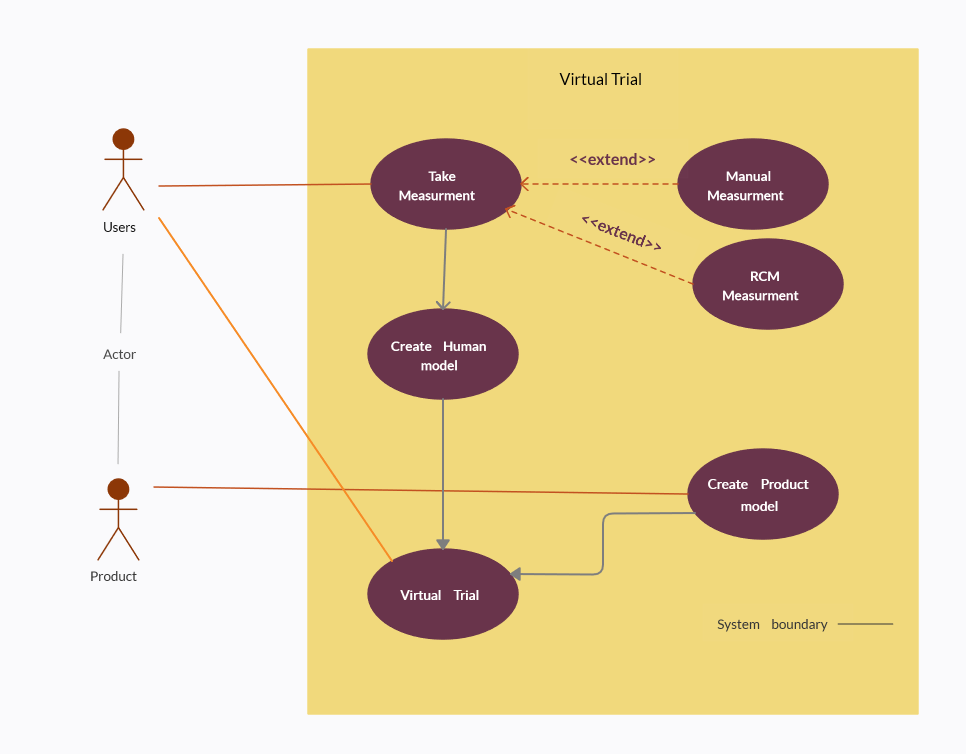 Virtual Trial
Users
Take
Measurment
<<extend>>
Manual
Measurment
<<extend>>
RCM
Measurment
Actor
Create Human
model
Product
Create Product
model
Virtual Trial
System boundary